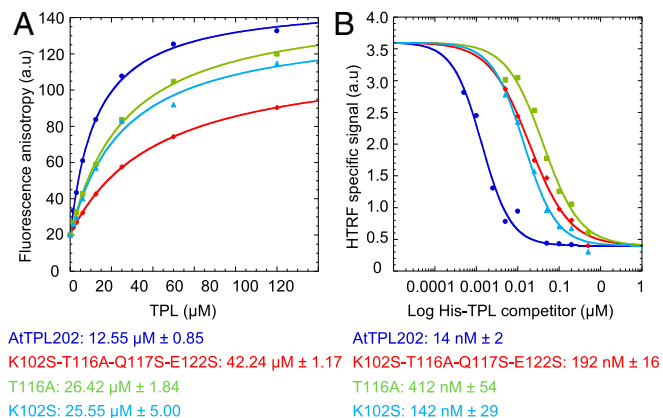 A
B
Fluorescence anisotropy (a.u)
140
120
100
80
60
40
20
0
0
20
40
60
80
100
120
TPL (µM)
HTRF specific signal (a.u)
4.0
3.5
3.0
2.5
2.0
1.5
1.0
0.5
0.0
0.0001
0.001
0.01
0.1
1
Log His-TPL competitor (µM)
AtTPL202: 12.55 µM ± 0.85
K102S-T116A-Q117S-E122S: 42.24 µM ± 1.17
T116A: 26.42 µM ± 1.84
K102S: 25.55 µM ± 5.00
AtTPL202: 14 nM ± 2
K102S-T116A-Q117S-E122S: 192 nM ± 16
T116A: 412 nM ± 54
K102S: 142 nM ± 29